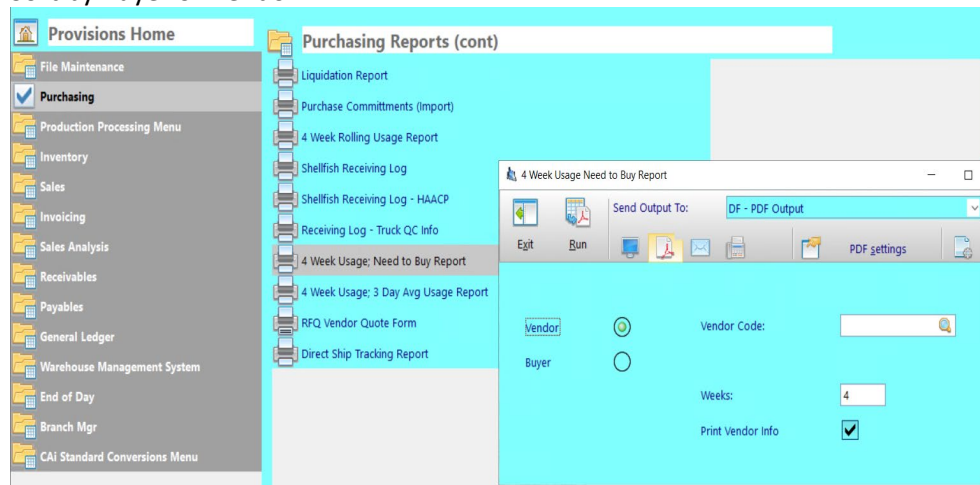 Provisions Home
File Maintenance
Purchasing
Production Processing Menu
Inventory
Sales
Invoicing
Sales Analysis
Receivables
Payables
General Ledger
Warehouse Management System
End of Day
Branch Mgr
CAi Standard Conversions Menu
Purchasing Reports (cont)
Liquidation Report
Purchase Committments (Import)
4 Week Rolling Usage Report
Shellfish Receiving Log
Shellfish Receiving Log - HAACP
Receiving Log - Truck QC Info
4 Week Usage; Need to Buy Report
4 Week Usage; 3 Day Avg Usage Report
RFQ Vendor Quote Form
Direct Ship Tracking Report
4 Week Usage Need to Buy Report
Send Output To: DF - PDF Output
Exit Run PDF settings
Vendor Vendor Code:
Buyer
Weeks: 4
Print Vendor Info